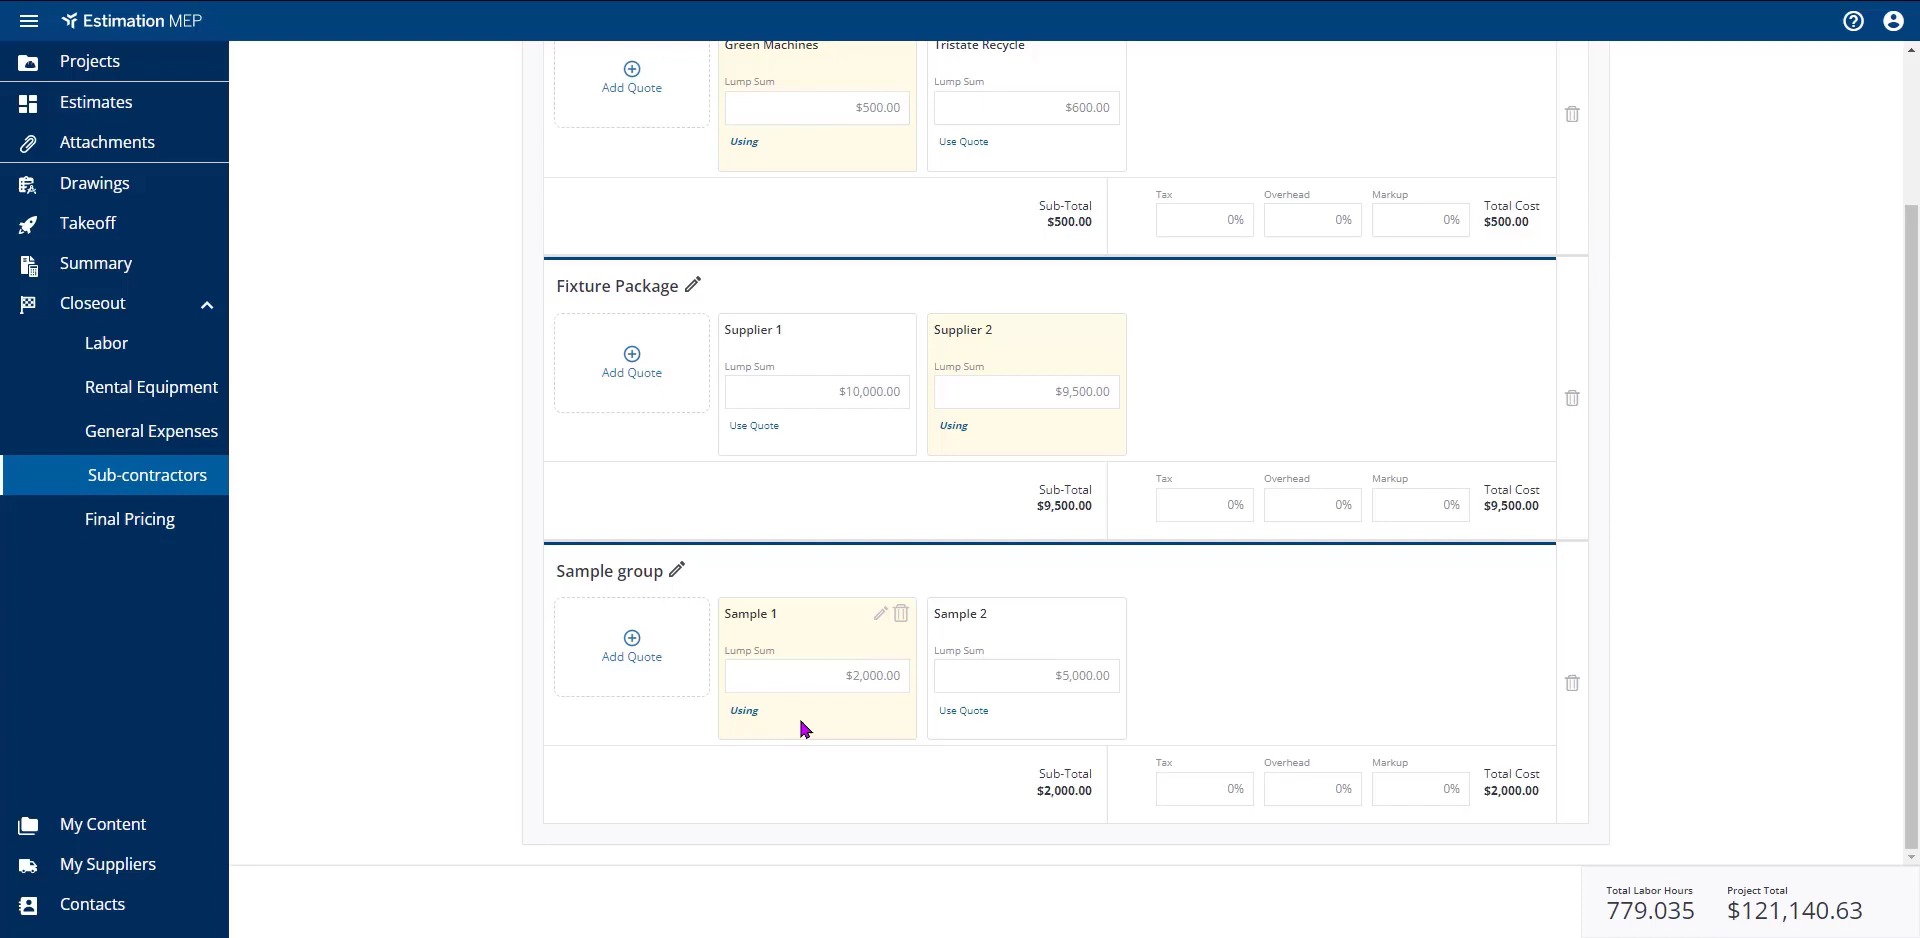 Estimation MEP
Projects
Estimates
Attachments
Drawings
Takeoff
Summary
Closeout
Labor
Rental Equipment
General Expenses
Sub-contractors
Final Pricing
My Content
My Suppliers
Contacts
Add Quote
Green Machines
Lump Sum
$500.00
Using
Tristate Recycle
Lump Sum
$600.00
Use Quote
Sub-Total
$500.00
Tax
0%
Overhead
0%
Markup
0%
Total Cost
$500.00
Fixture Package
Add Quote
Supplier 1
Lump Sum
$10,000.00
Use Quote
Supplier 2
Lump Sum
$9,500.00
Using
Sub-Total
$9,500.00
Tax
0%
Overhead
0%
Markup
0%
Total Cost
$9,500.00
Sample group
Add Quote
Sample 1
Lump Sum
$2,000.00
Using
Sample 2
Lump Sum
$5,000.00
Use Quote
Sub-Total
$2,000.00
Tax
0%
Overhead
0%
Markup
0%
Total Cost
$2,000.00
Total Labor Hours
779.035
Project Total
$121,140.63